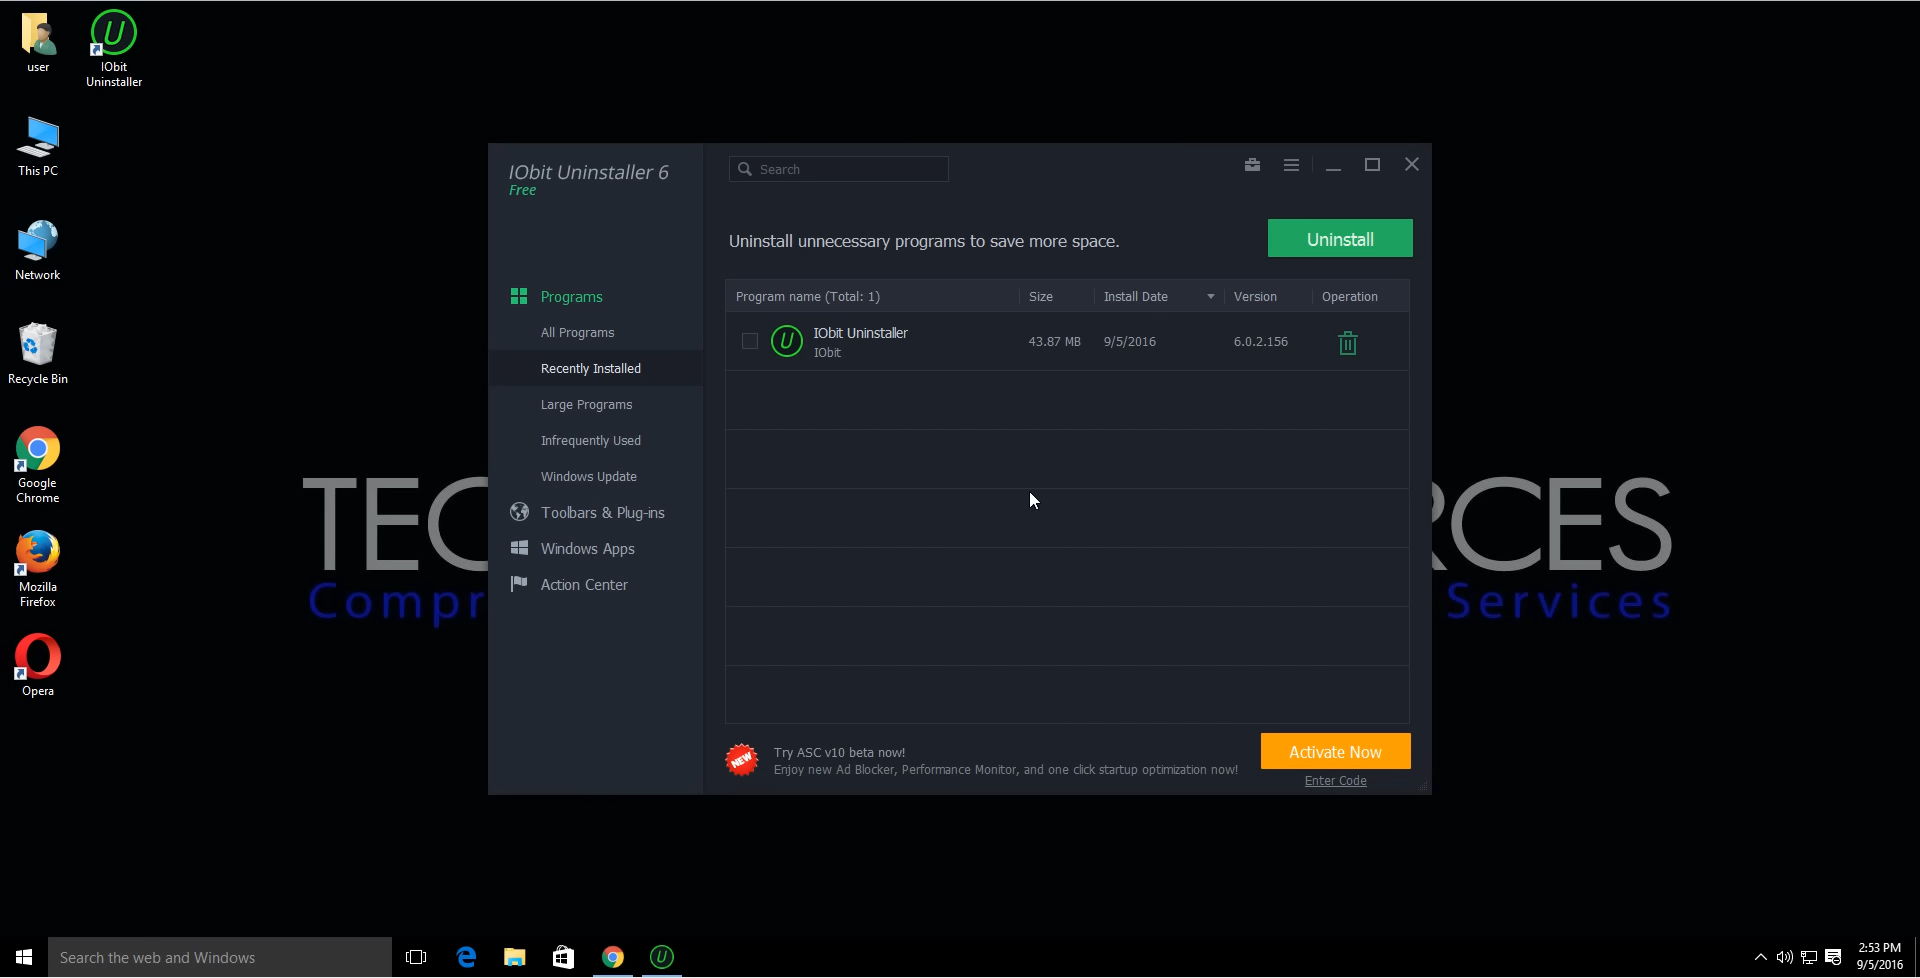 user
IObit
Uninstaller
This PC
Network
Recycle Bin
Google
Chrome
Mozilla
Firefox
Opera
TEC
RCES
Compr
Services
IObit Uninstaller 6
Free
Search
Uninstall unnecessary programs to save more space.
Uninstall
Programs
All Programs
Recently Installed
Large Programs
Infrequently Used
Windows Update
Toolbars & Plug-ins
Windows Apps
Action Center
Program name (Total: 1) Size Install Date Version Operation
IObit Uninstaller
IObit
43.87 MB 9/5/2016 6.0.2.156
NEW
Try ASC v10 beta now!
Enjoy new Ad Blocker, Performance Monitor, and one click startup optimization now!
Activate Now
Enter Code
Search the web and Windows
2:53 PM
9/5/2016